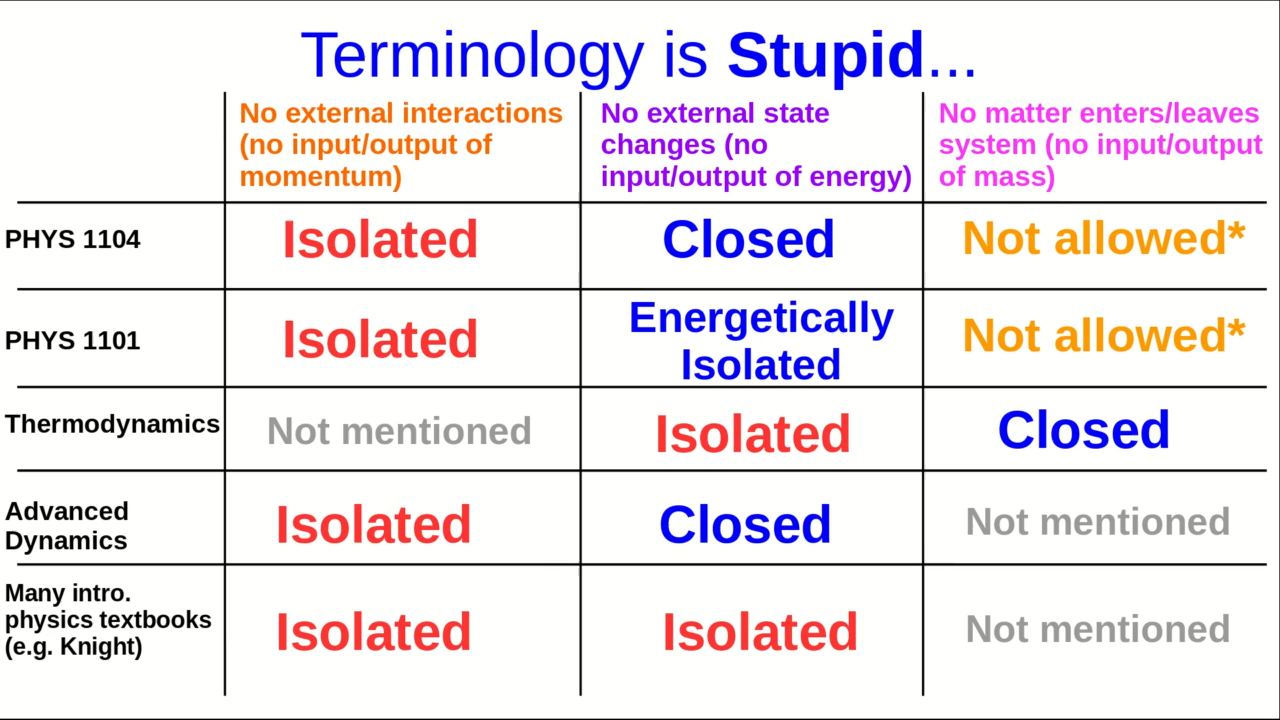 Terminology is Stupid...
No external interactions
(no input/output of
momentum)
No external state
changes (no
input/output of energy)
No matter enters/leaves
system (no input/output
of mass)
PHYS 1104
Isolated
Closed
Not allowed*
PHYS 1101
Isolated
Energetically
Isolated
Not allowed*
Thermodynamics
Not mentioned
Isolated
Closed
Advanced
Dynamics
Isolated
Closed
Not mentioned
Many intro.
physics textbooks
(e.g. Knight)
Isolated
Isolated
Not mentioned